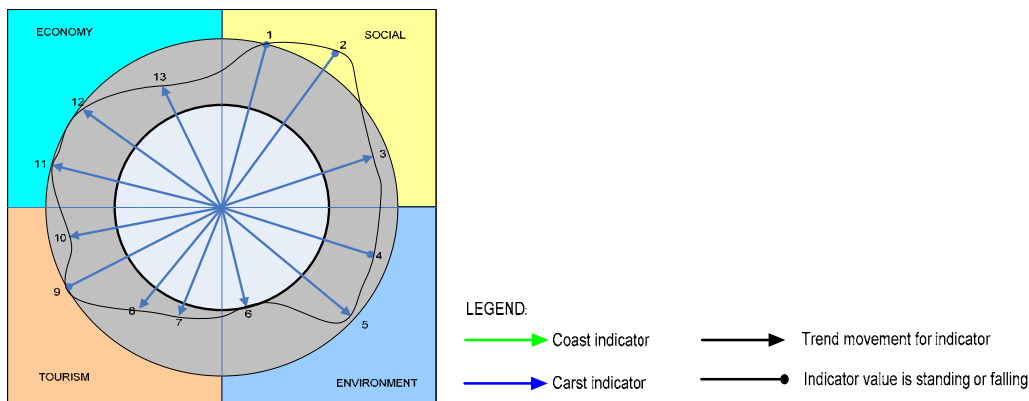 ECONOMY
SOCIAL
1
2
13
12
3
11
10
4
9
8
7
6
5
TOURISM
ENVIRONMENT
LEGEND:
Coast indicator
Trend movement for indicator
Carst indicator
Indicator value is standing or falling